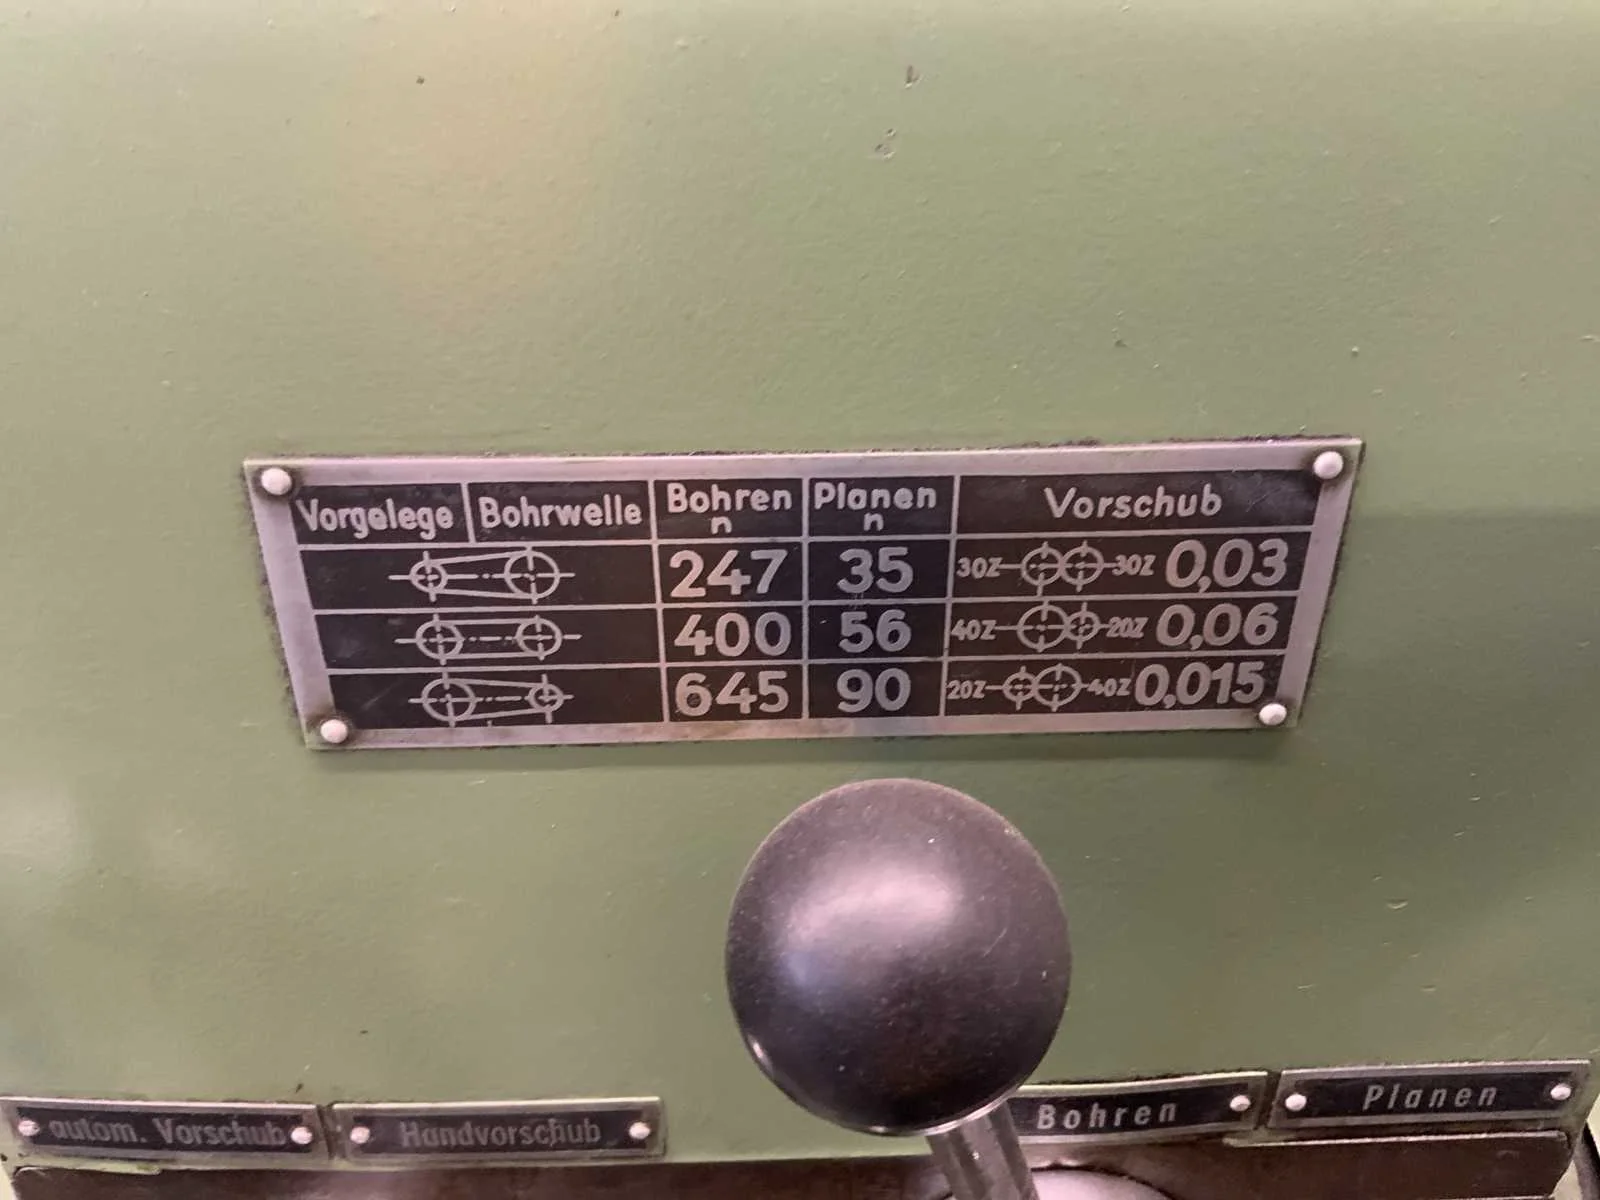 Vorgelege Bohrwelle Bohren n Planen n Vorschub
247 35 30Z 30Z 0,03
400 56 40Z 20Z 0,06
645 90 20Z 40Z 0,015
autom. Vorschub Handvorschub Bohren Planen